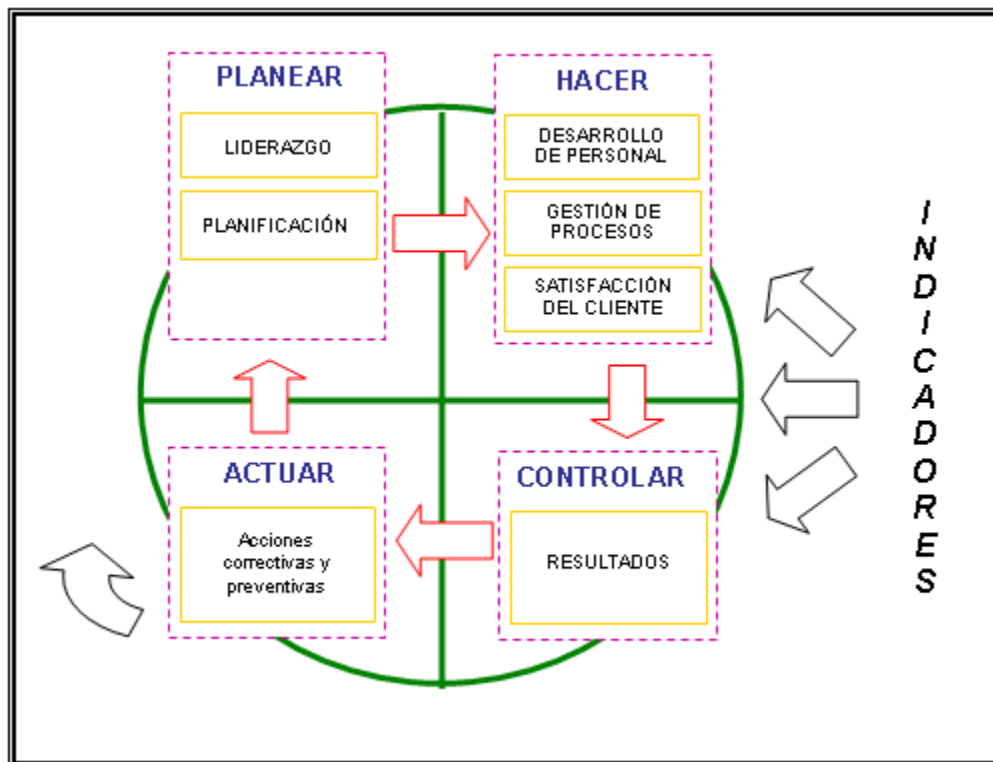 PLANEAR
LIDERAZGO
PLANIFICACIÓN
HACER
DESARROLLO
DE PERSONAL
GESTIÓN DE
PROCESOS
SATISFACCIÓN
DEL CLIENTE
ACTUAR
Acciones
correctivas y
preventivas
CONTROLAR
RESULTADOS
INDICADORES